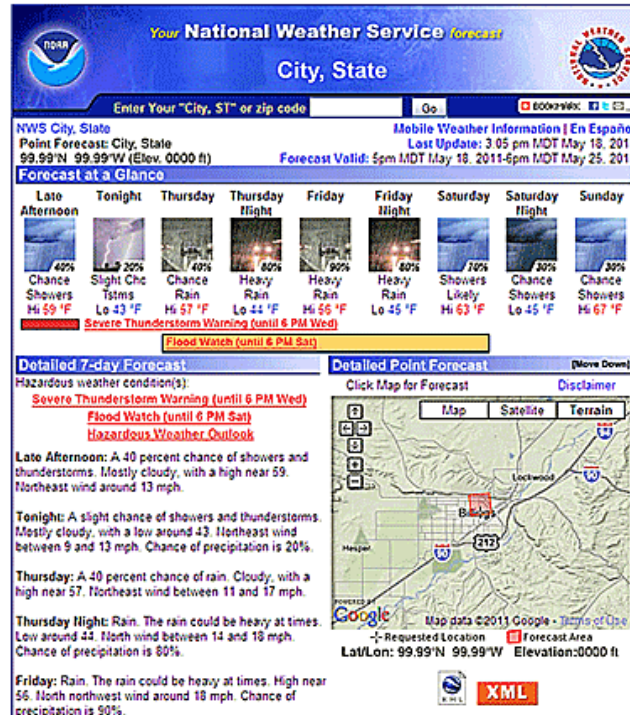 NOAA
Your National Weather Service forecast
City, State
NATIONAL WEATHER SERVICE
Enter Your "City, ST" or zip code
Go
BOOKMARK
NWS City, State
Mobile Weather Information | En Españo
Point Forecast: City, State
Last Update: 3:05 pm MDT May 18, 201
99.99°N 99.99°W (Elev. 0000 ft)
Forecast Valid: 5pm MDT May 18, 2011-6pm MDT May 25, 201
Forecast at a Glance
Late Afternoon
Tonight
Thursday
Thursday Night
Friday
Friday Night
Saturday
Saturday Night
Sunday
40% 20% 40% 80% 90% 80% 70% 30% 30%
Chance Showers
Slight Chc Tstms
Chance Rain
Heavy Rain
Heavy Rain
Heavy Rain
Showers Likely
Chance Showers
Chance Showers
Hi 59 °F Lo 43 °F Hi 57 °F Lo 44 °F Hi 56 °F Lo 45 °F Hi 63 °F Lo 45 °F Hi 67 °F
Severe Thunderstorm Warning (until 6 PM Wed)
Flood Watch (until 6 PM Sat)
Detailed 7-day Forecast
Hazardous weather condition(s):
Severe Thunderstorm Warning (until 6 PM Wed)
Flood Watch (until 6 PM Sat)
Hazardous Weather Outlook
Late Afternoon: A 40 percent chance of showers and
thunderstorms. Mostly cloudy, with a high near 59.
Northeast wind around 13 mph.
Tonight: A slight chance of showers and thunderstorms.
Mostly cloudy, with a low around 43. Northeast wind
between 9 and 13 mph. Chance of precipitation is 20%.
Thursday: A 40 percent chance of rain. Cloudy, with a
high near 57. Northeast wind between 11 and 17 mph.
Thursday Night: Rain. The rain could be heavy at times.
Low around 44. North wind between 14 and 18 mph.
Chance of precipitation is 80%.
Friday: Rain. The rain could be heavy at times. High near
56. North northwest wind around 18 mph. Chance of
precipitation is 90%.
Detailed Point Forecast
[Move Down]
Click Map for Forecast
Disclaimer
Map
Satellite
Terrain
94
90
Lockwood
Billings
212
Hesper
90
POWERED BY
Google
Map data ©2011 Google - Terms of Use
Requested Location
Forecast Area
Lat/Lon: 99.99°N 99.99°W Elevation:0000 ft
KML
XML